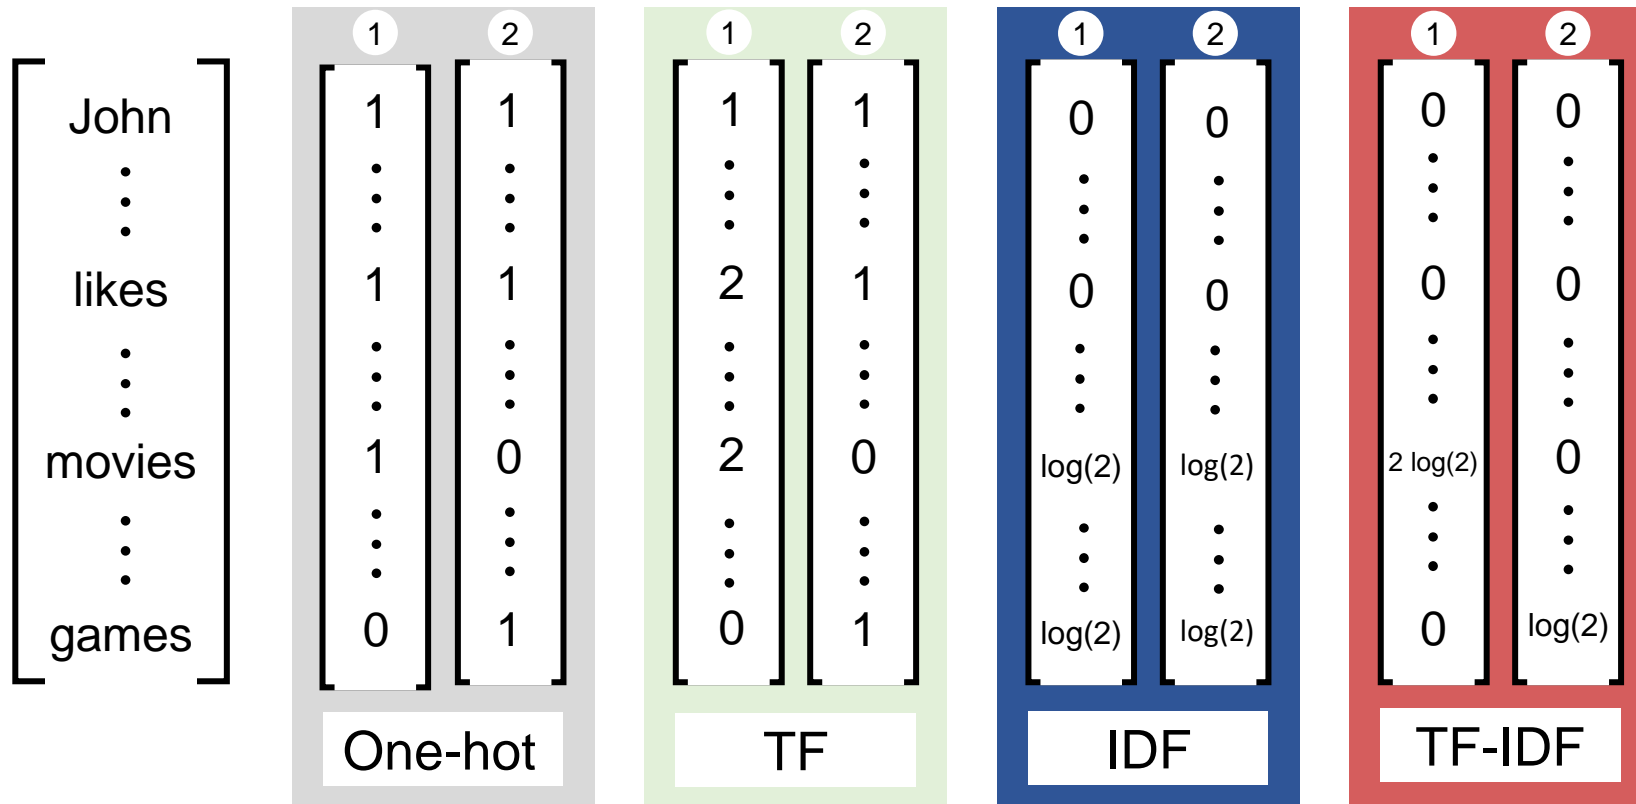 1 2 1 2 1 2 1 2
John 1 1 1 1 0 0 0 0
likes 1 1 2 1 0 0 0 0
movies 1 0 2 0 log(2) log(2) 2 log(2) 0
games 0 1 0 1 log(2) log(2) 0 log(2)
One-hot TF IDF TF-IDF